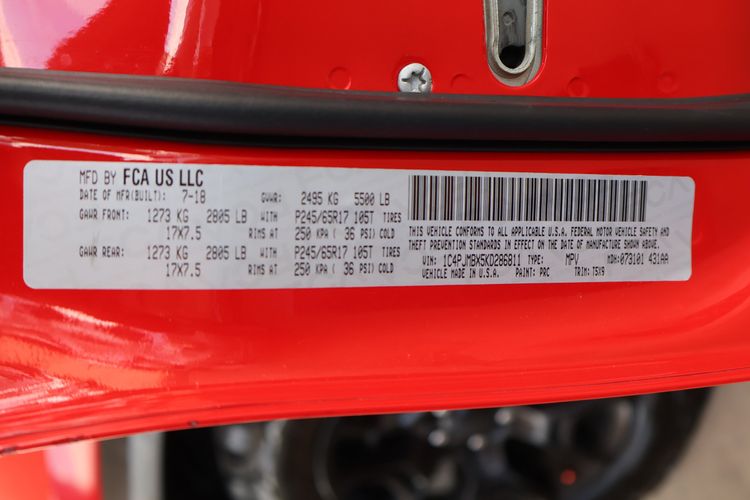 MFD BY FCA US LLC
DATE OF MFR(BUILT): 7-18 GVWR: 2495 KG 5500 LB
GAWR FRONT: 1273 KG 2805 LB WITH P245/65R17 105T TIRES
17X7.5 RIMS AT 250 KPA ( 36 PSI) COLD
GAWR REAR: 1273 KG 2805 LB WITH P245/65R17 105T TIRES
17X7.5 RIMS AT 250 KPA ( 36 PSI) COLD
THIS VEHICLE CONFORMS TO ALL APPLICABLE U.S.A. FEDERAL MOTOR VEHICLE SAFETY AND
THEFT PREVENTION STANDARDS IN EFFECT ON THE DATE OF MANUFACTURE SHOWN ABOVE.
VIN: 1C4PJMBX5KD286811 TYPE: MPV MDH: 073101 431AA
VEHICLE MADE IN U.S.A. PAINT: PRC TRIM: T5X9